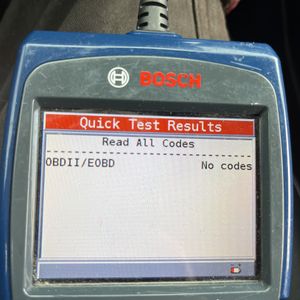 BOSCH
Quick Test Results
Read All Codes
OBDII/EOBD No codes